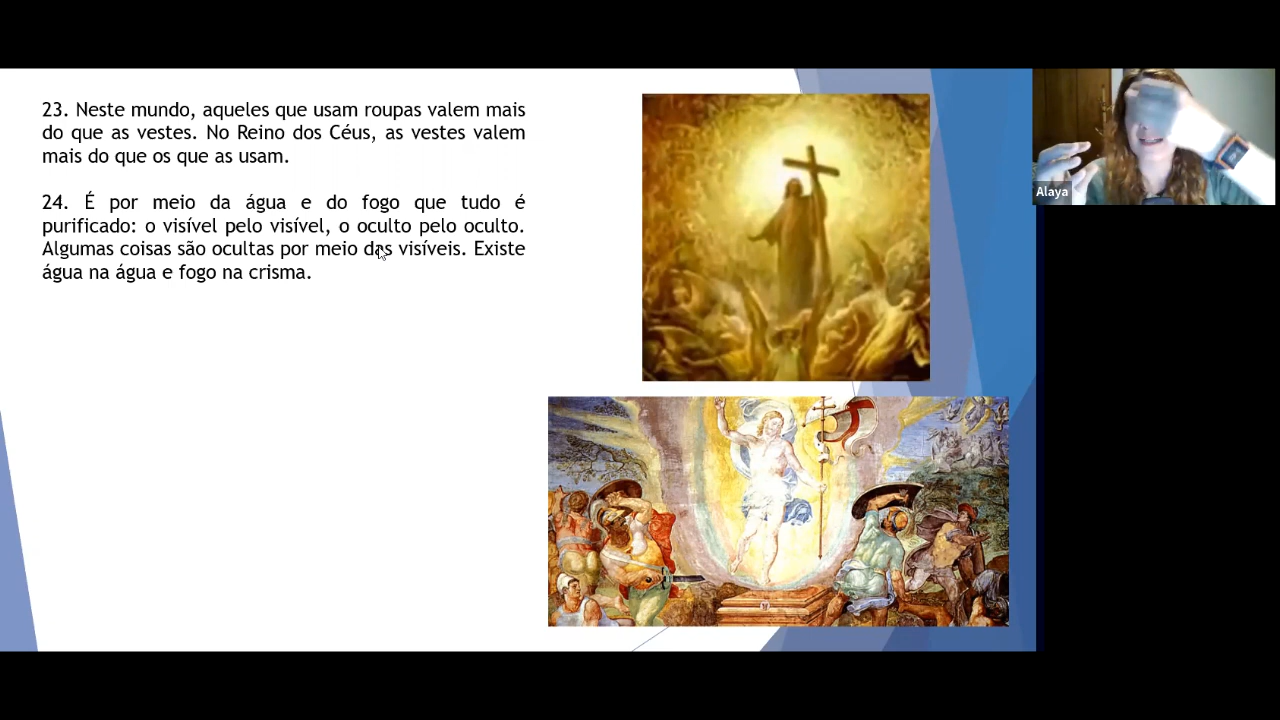 23. Neste mundo, aqueles que usam roupas valem mais
do que as vestes. No Reino dos Céus, as vestes valem
mais do que os que as usam.
24. É por meio da água e do fogo que tudo é
purificado: o visível pelo visível, o oculto pelo oculto.
Algumas coisas são ocultas por meio das visíveis. Existe
água na água e fogo na crisma.
Alaya